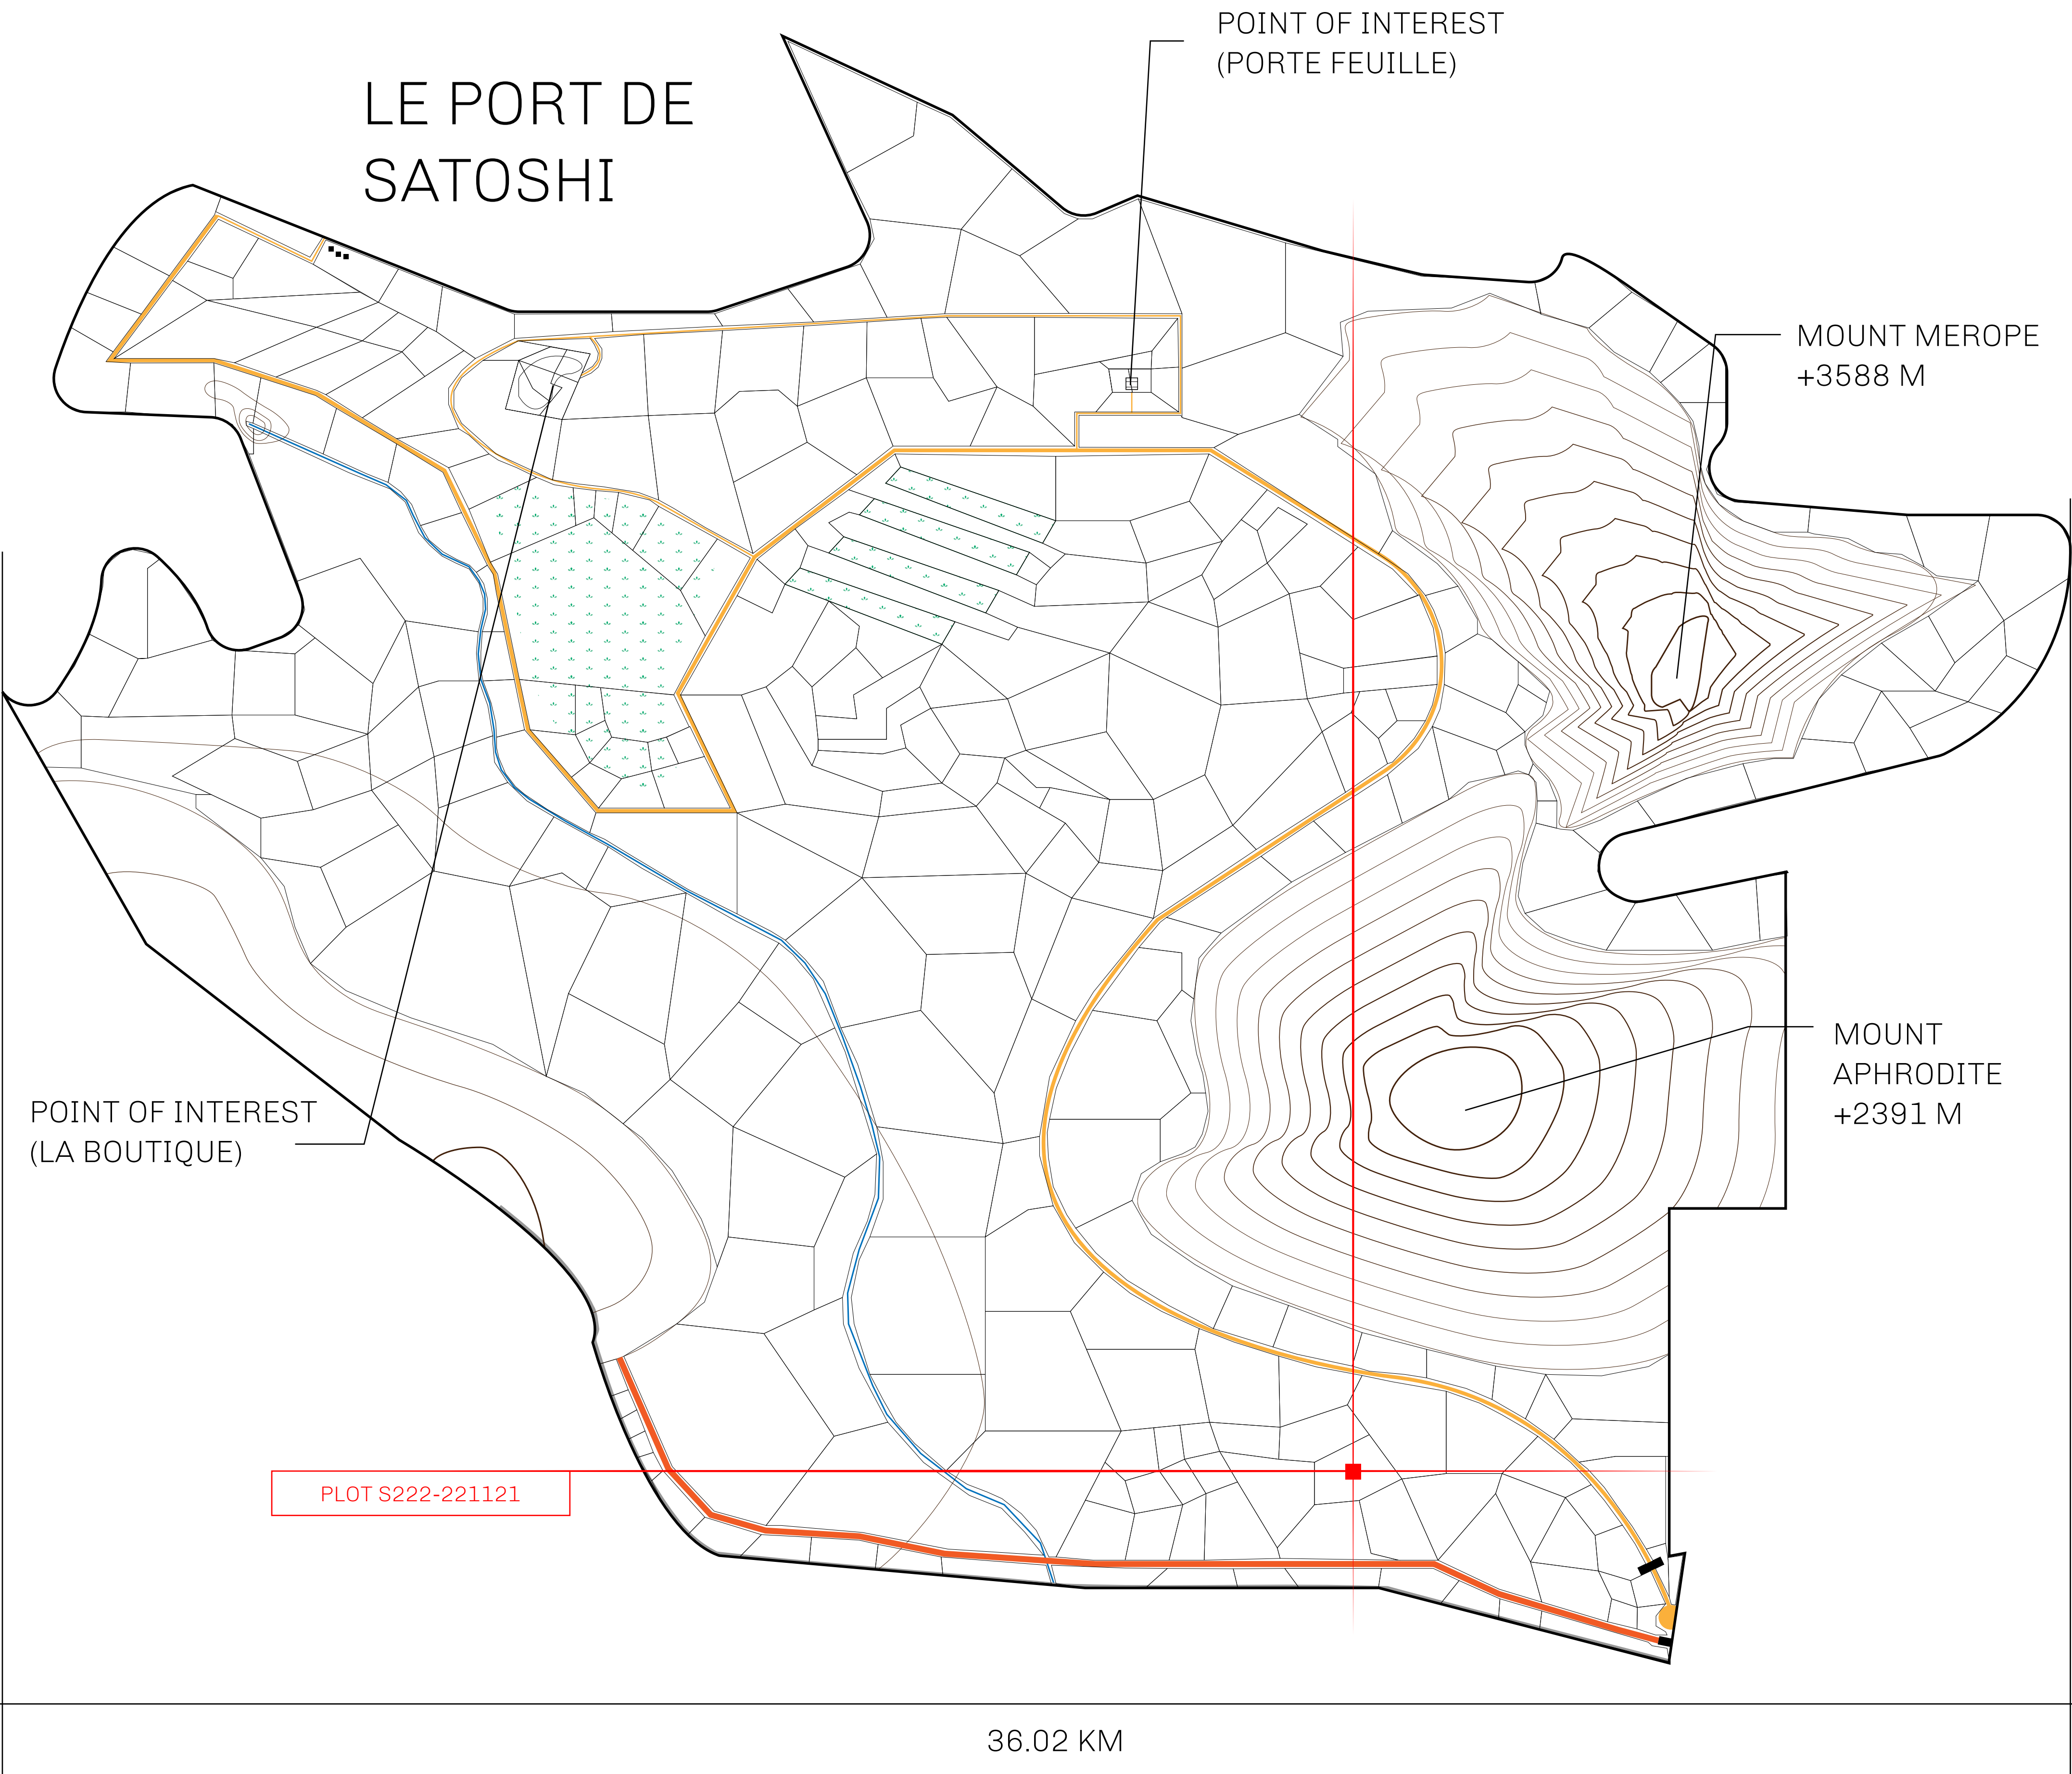 POINT OF INTEREST
(PORTE FEUILLE)
LE PORT DE
SATOSHI
MOUNT MEROPE
+3588 M
MOUNT
APHRODITE
+2391 M
POINT OF INTEREST
(LA BOUTIQUE)
PLOT S222-221121
36.02 KM